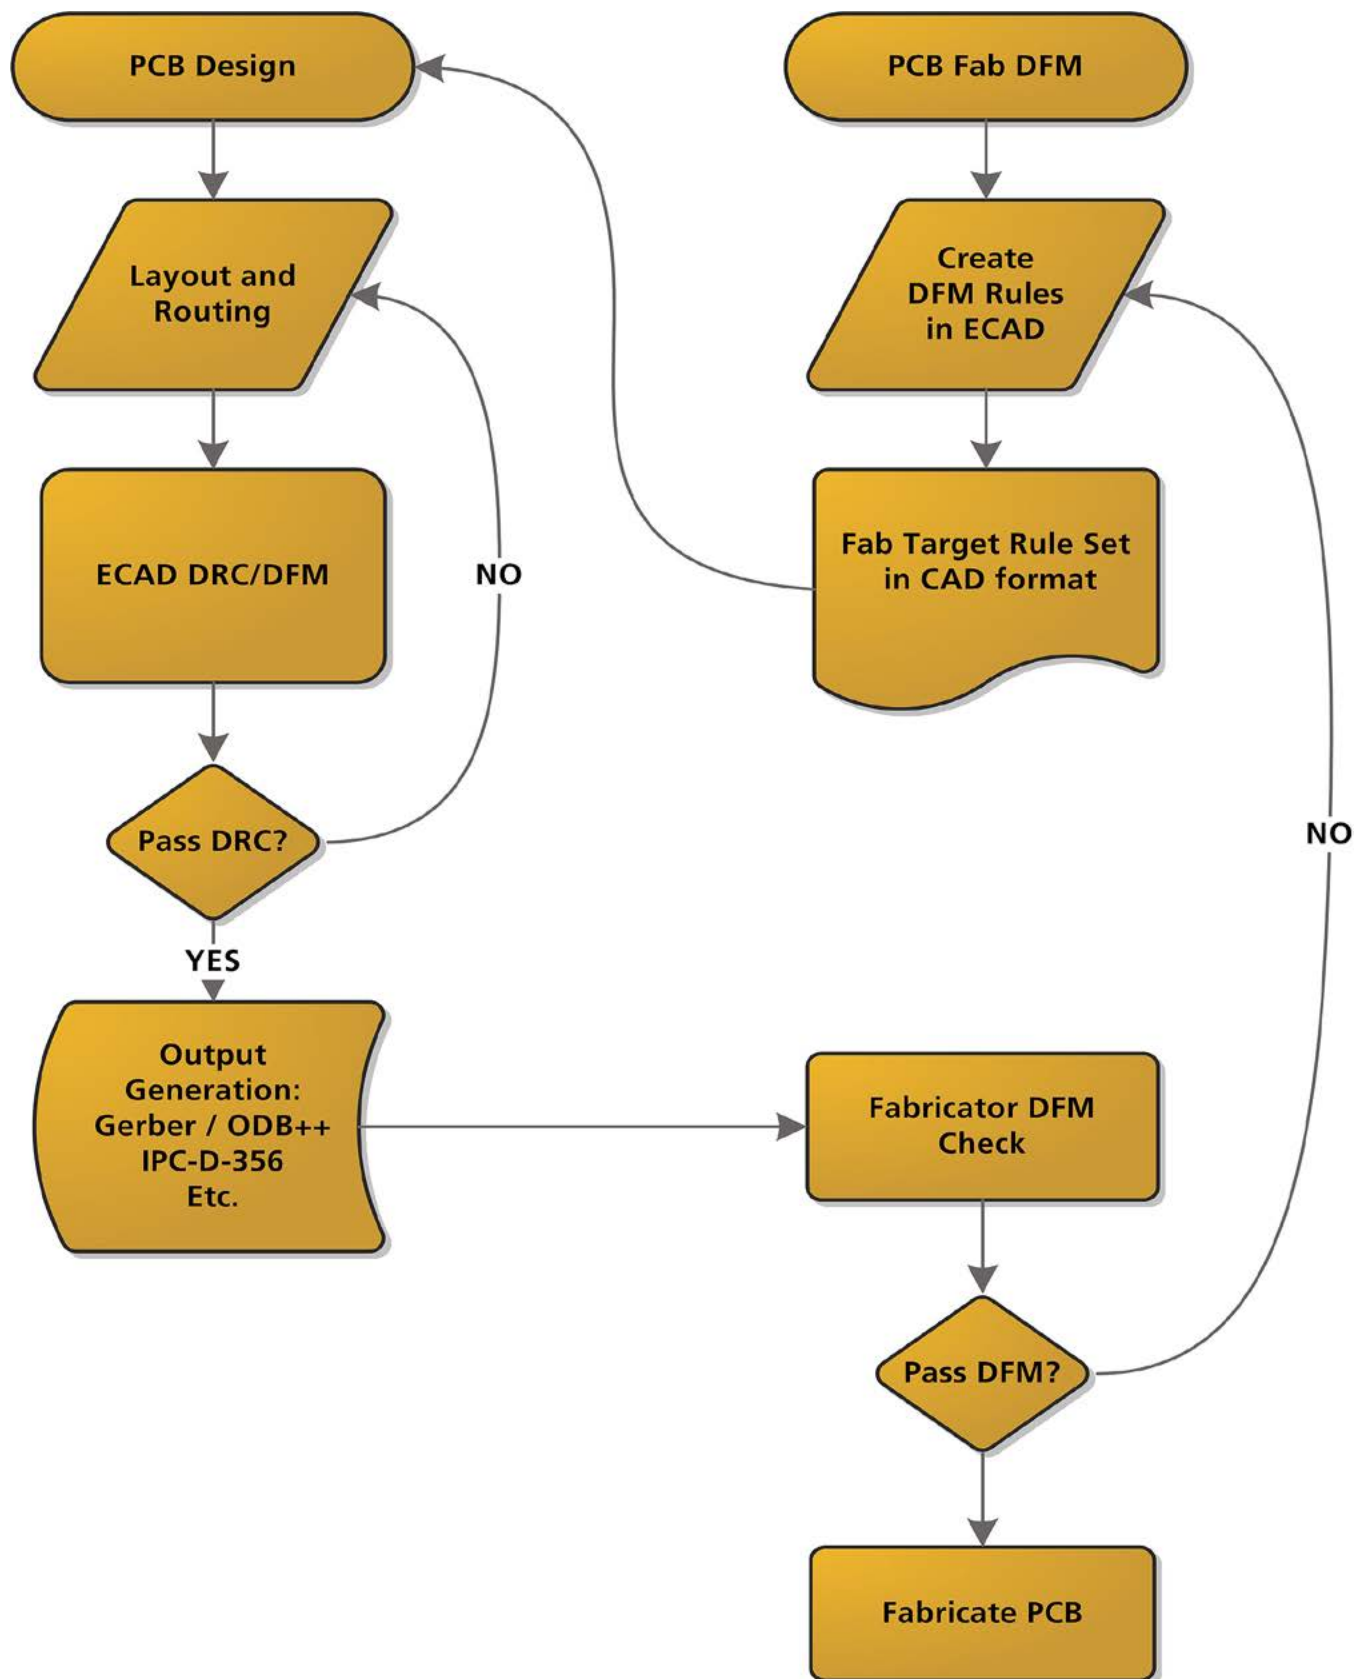 PCB Design
PCB Fab DFM
Layout and
Routing
Create
DFM Rules
in ECAD
ECAD DRC/DFM
NO
Fab Target Rule Set
in CAD format
Pass DRC?
NO
YES
Output
Generation:
Gerber / ODB++
IPC-D-356
Etc.
Fabricator DFM
Check
Pass DFM?
Fabricate PCB